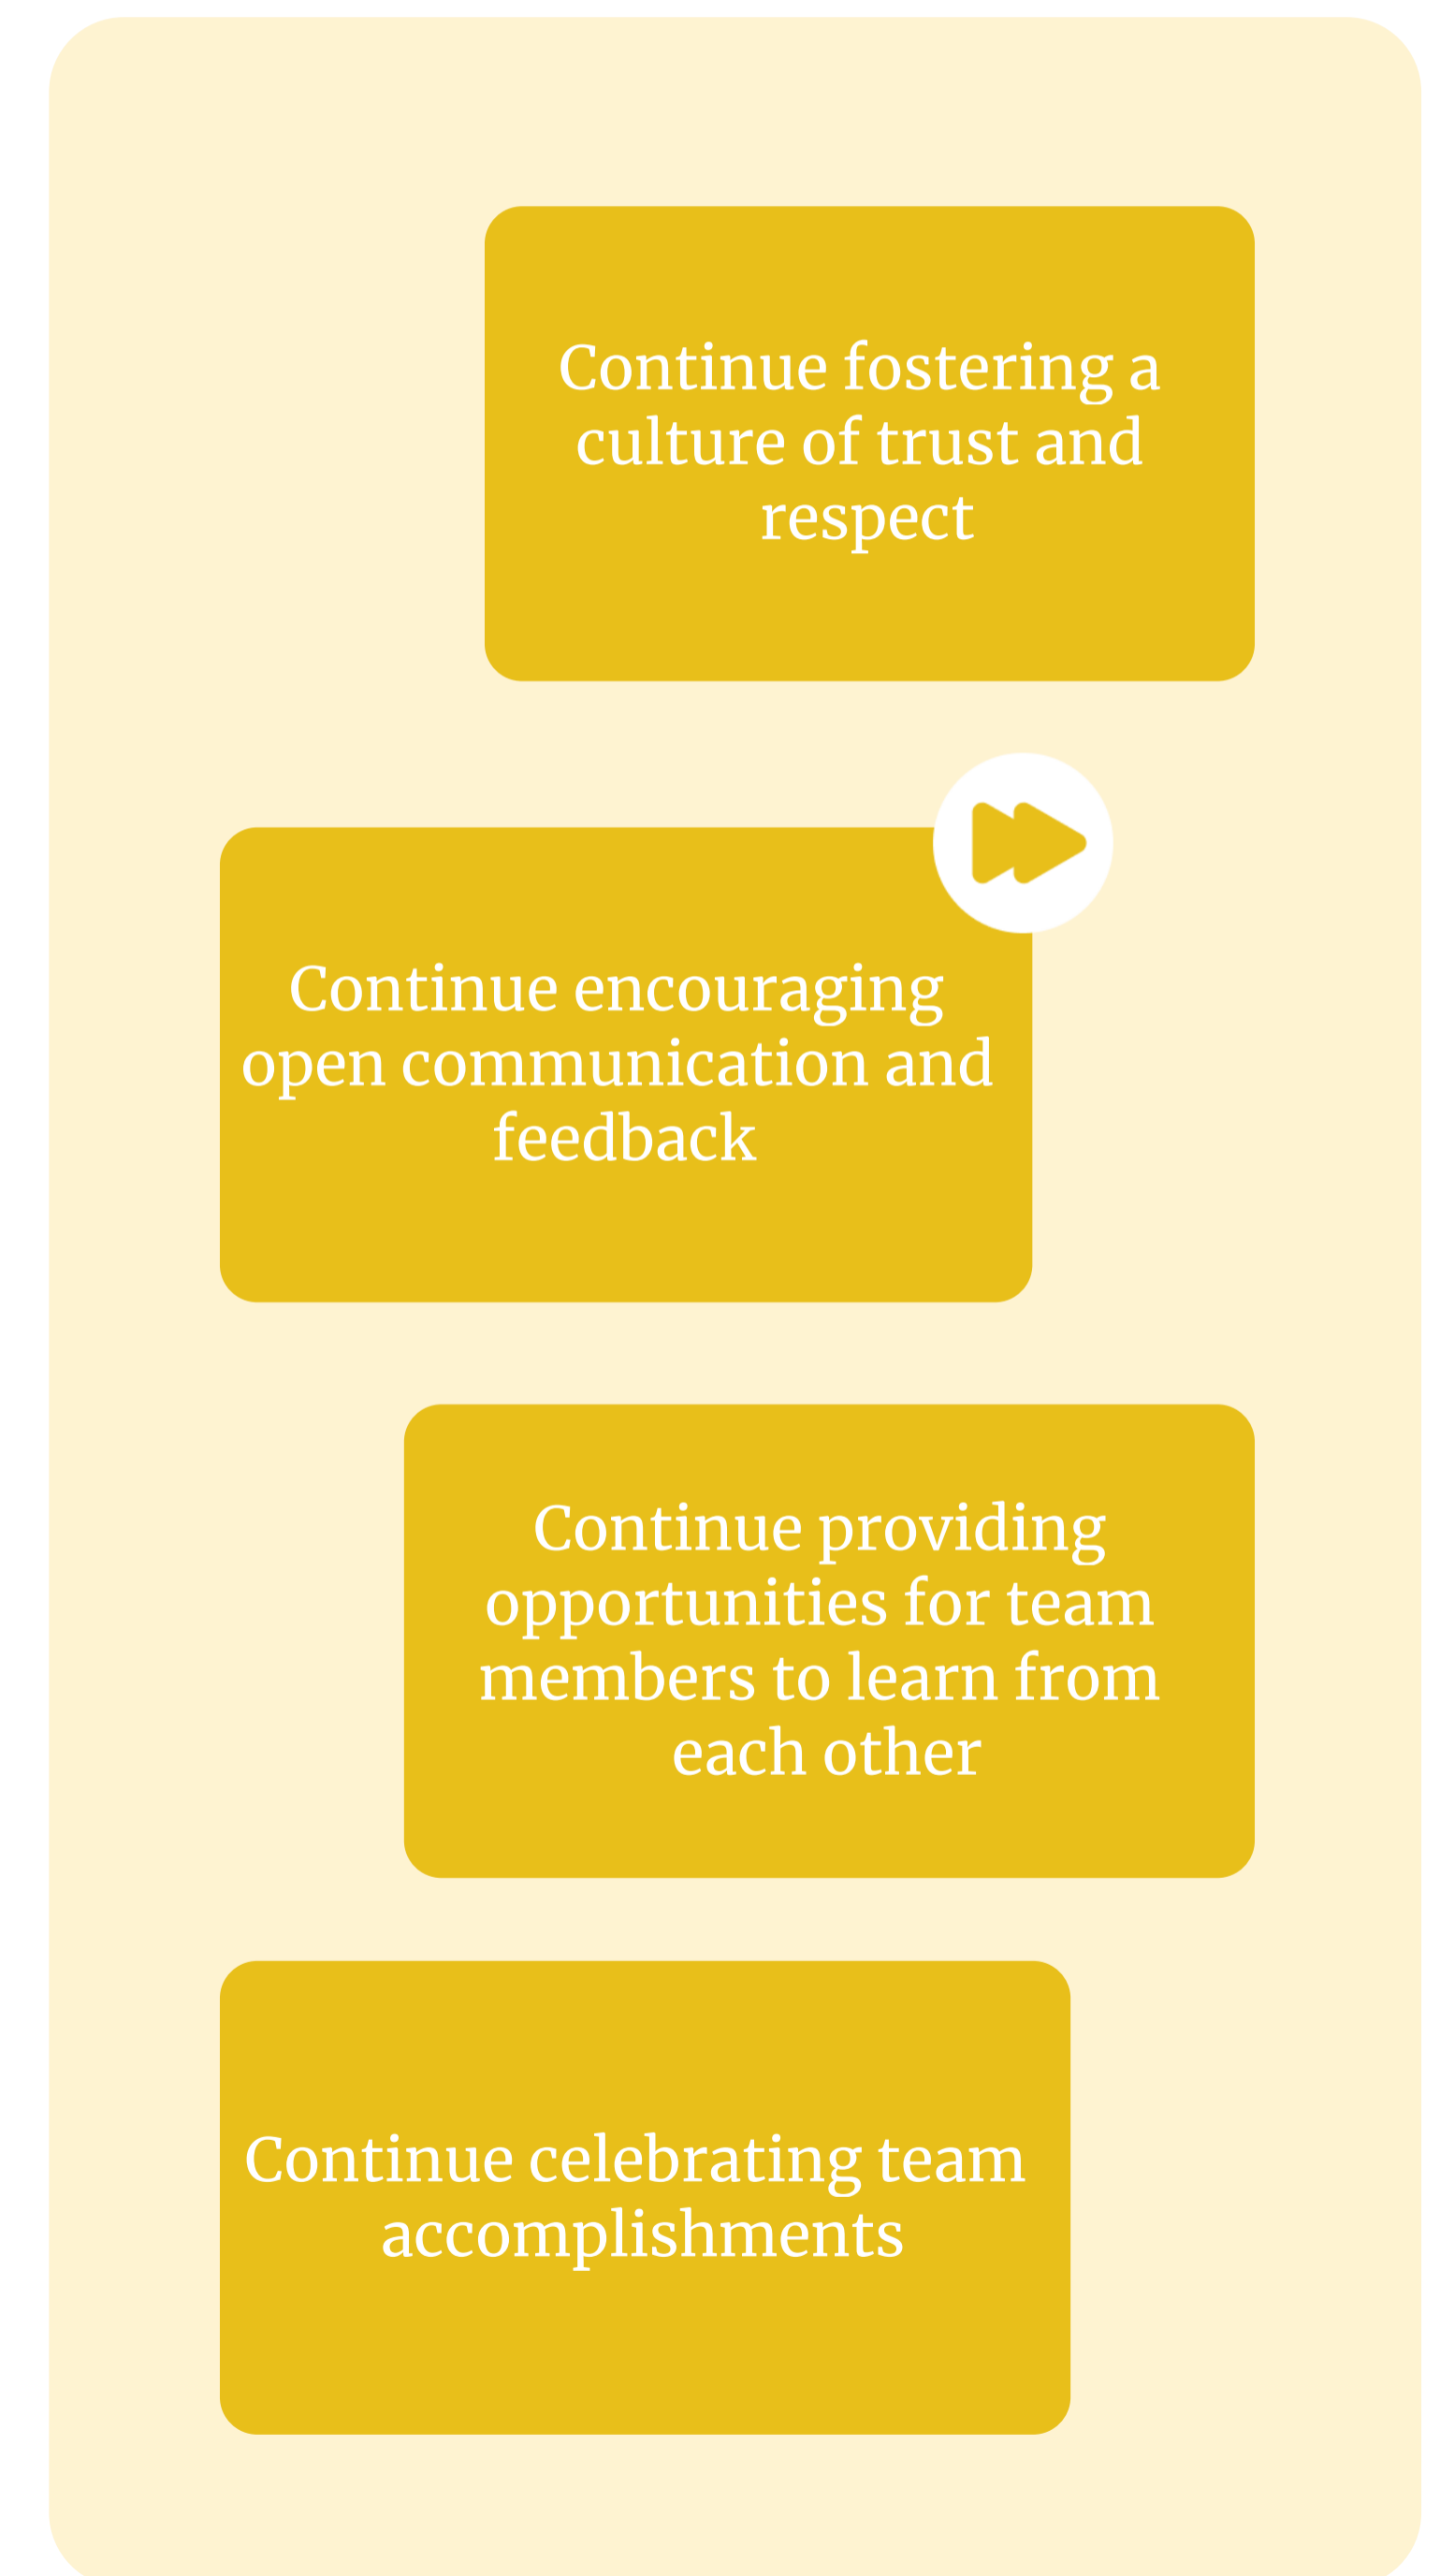 Continue fostering a
culture of trust and
respect
Continue encouraging
open communication and
feedback
Continue providing
opportunities for team
members to learn from
each other
Continue celebrating team
accomplishments